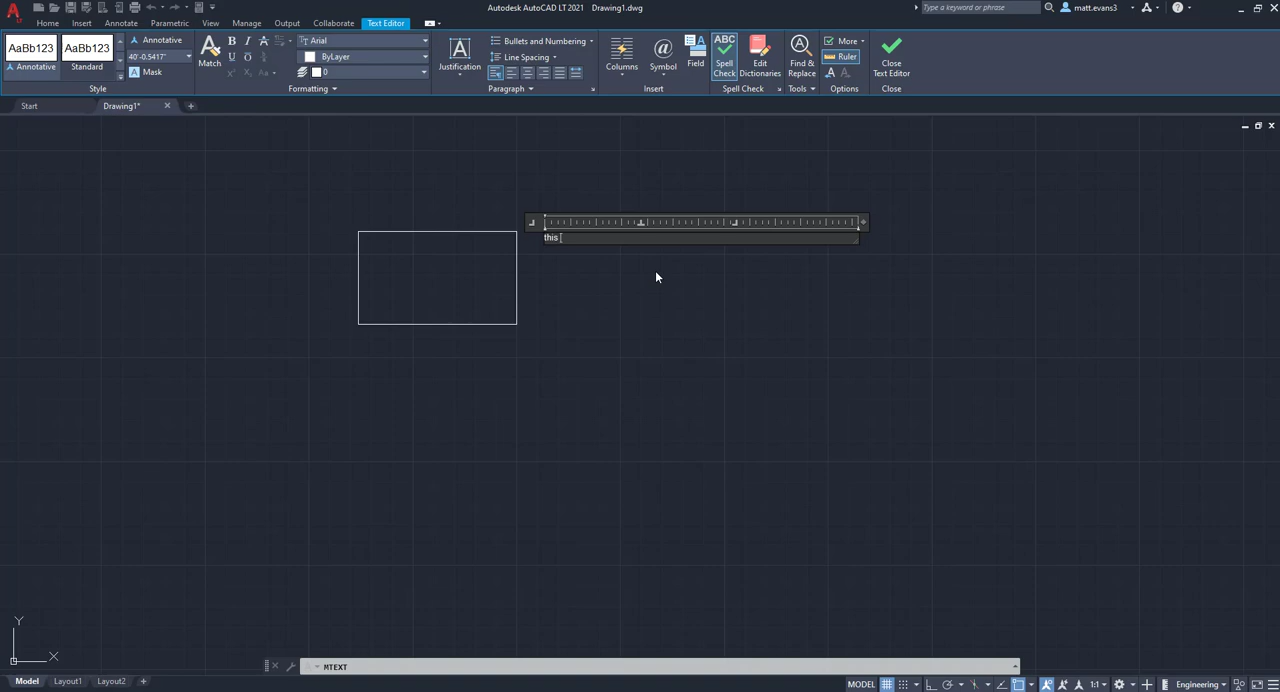 Autodesk AutoCAD LT 2021 Drawing1.dwg
Type a keyword or phrase
matt.evans3
Home Insert Annotate Parametric View Manage Output Collaborate Text Editor
AaBb123 AaBb123 Annotative
Annotative Standard
40'-0.5417"
Mask
Style
Match
B I A
U O
Arial
ByLayer
0
Formatting
Justification
Bullets and Numbering
Line Spacing
Paragraph
Columns
Symbol
@
Field
Insert
ABC
Spell
Check
Edit
Dictionaries
Spell Check
Find &
Replace
Tools
More
Ruler
Options
Close
Text Editor
Close
Start Drawing1*
this
Y
X
MTEXT
Model Layout1 Layout2
MODEL 1:1 Engineering